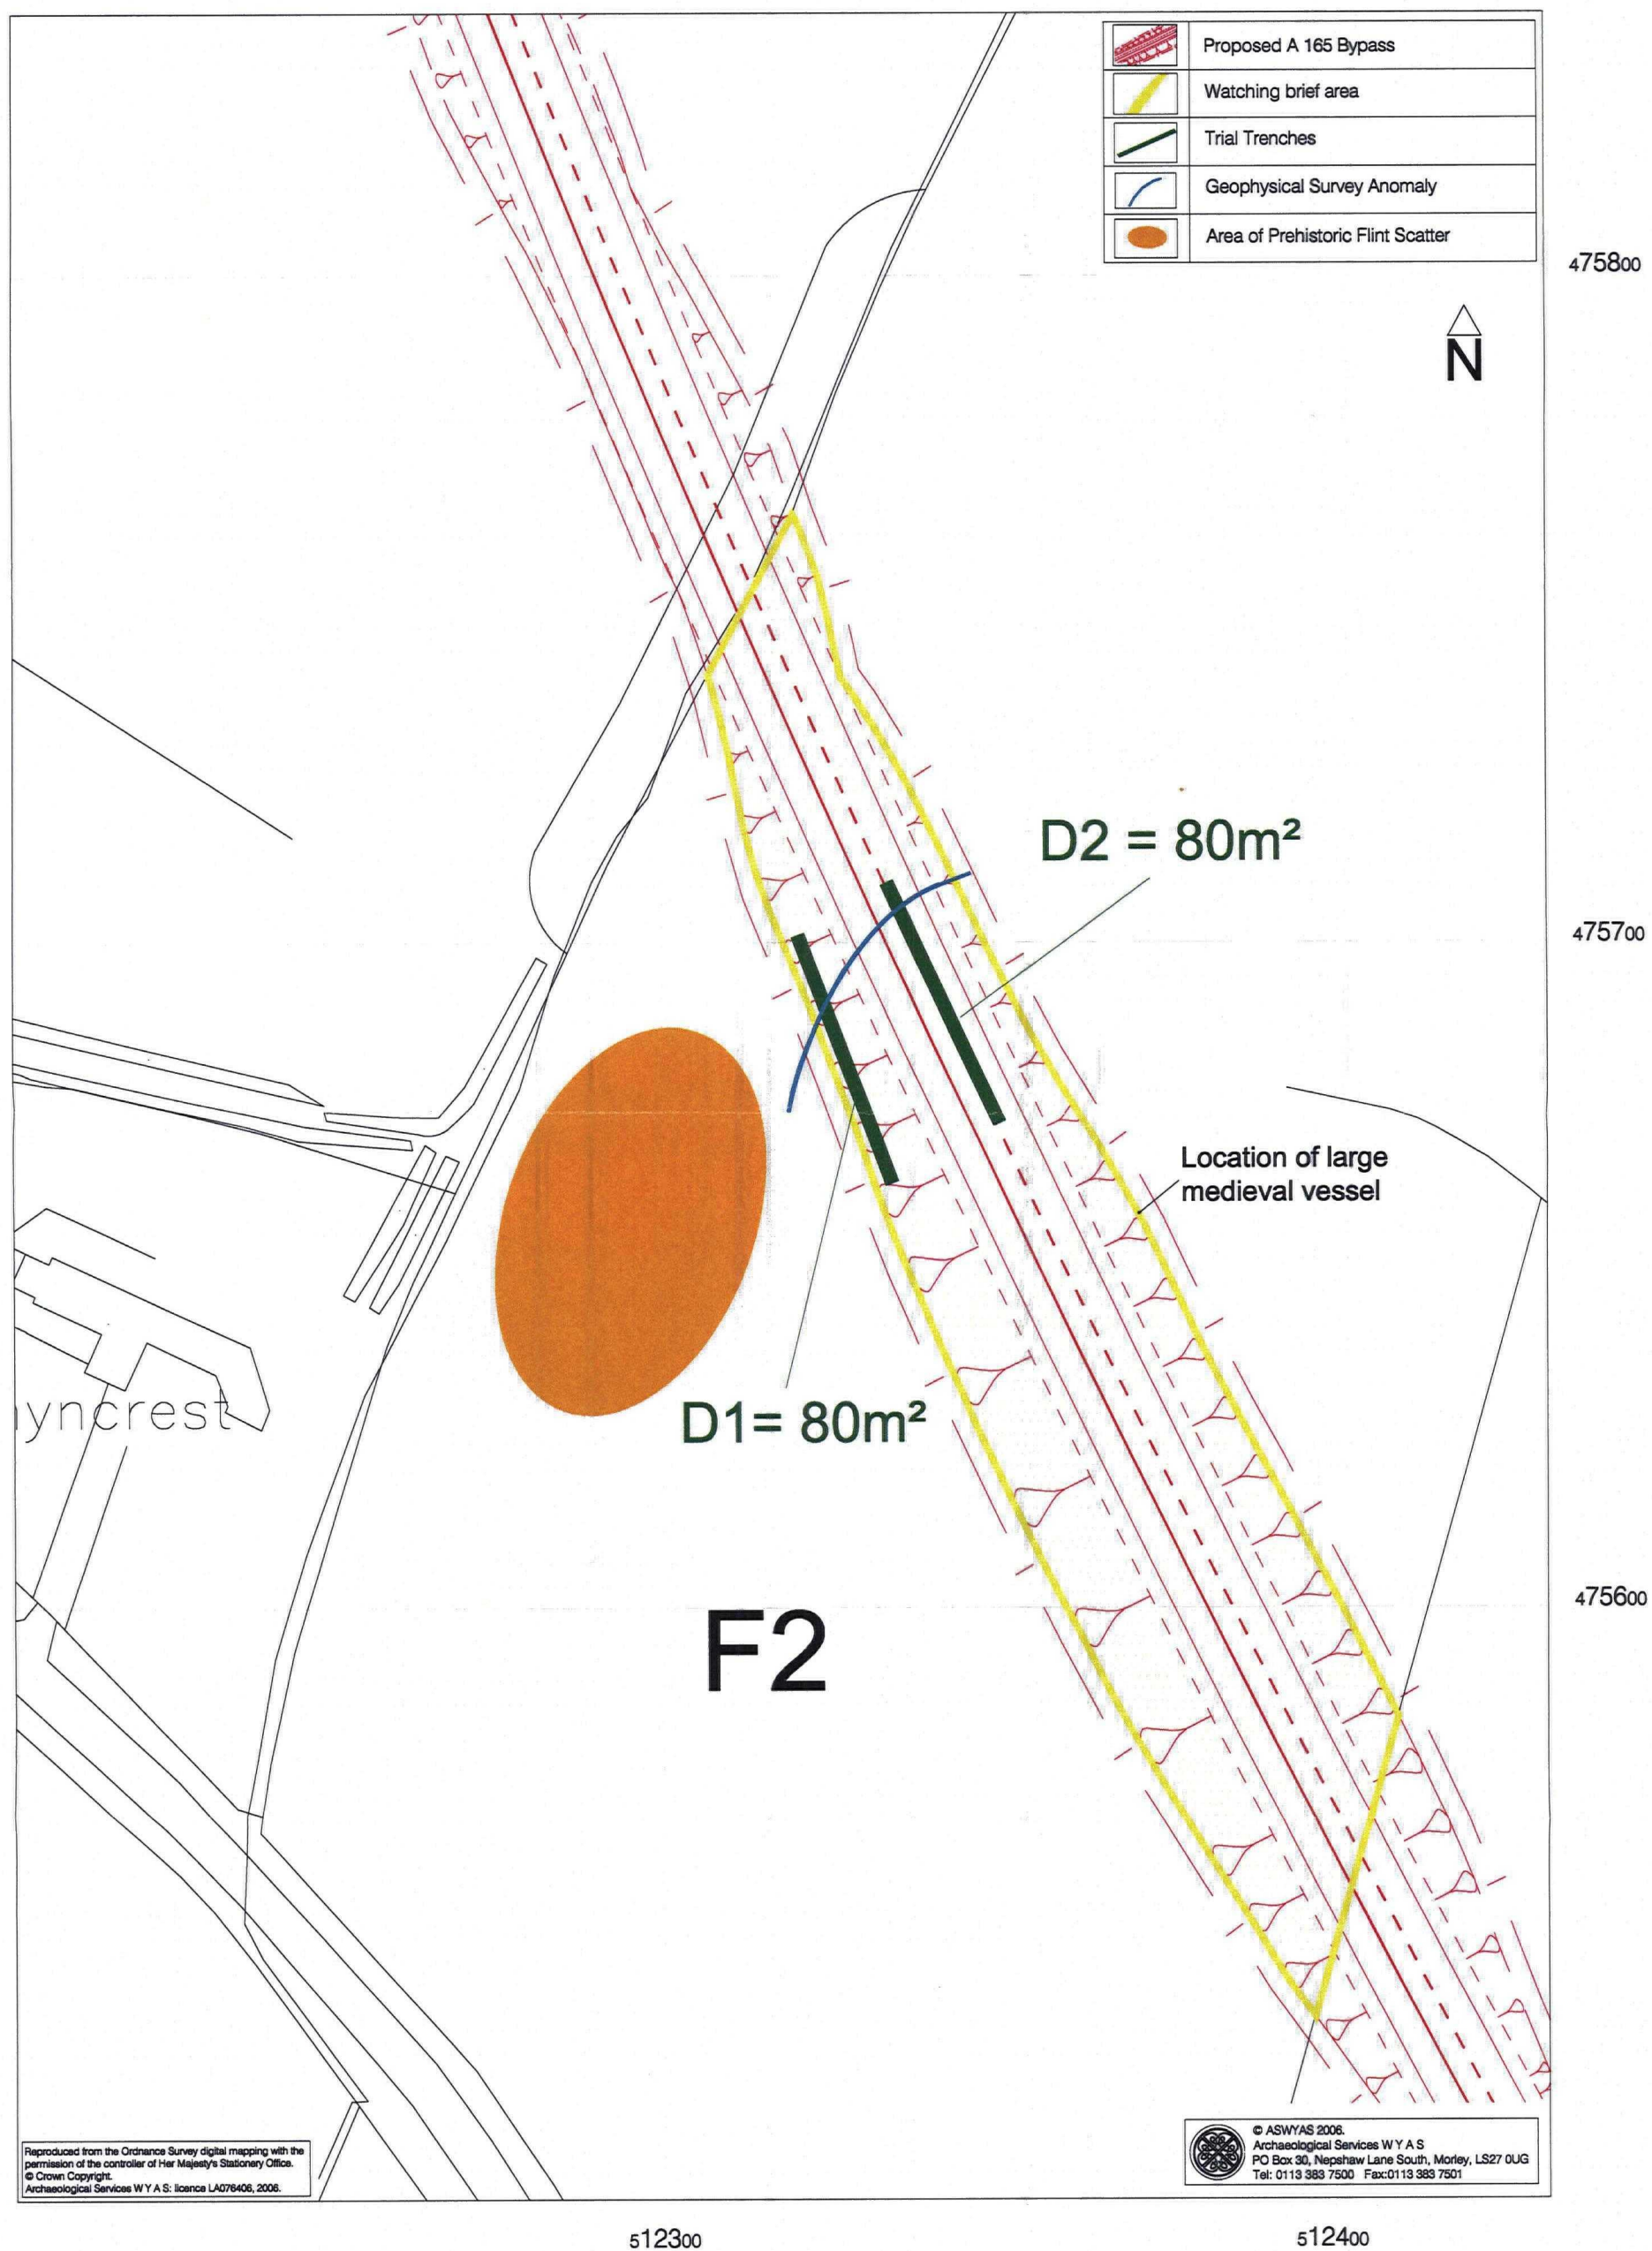 Proposed A 165 Bypass
Watching brief area
Trial Trenches
Geophysical Survey Anomaly
Area of Prehistoric Flint Scatter
475800
N
D2 = 80m²
475700
Location of large
medieval vessel
D1= 80m²
yncrest
475600
F2
Reproduced from the Ordnance Survey digital mapping with the
permission of the controller of Her Majesty's Stationery Office.
© Crown Copyright.
Archaeological Services W Y A S: licence LA076406, 2006.
© ASWYAS 2006.
Archaeological Services W Y A S
PO Box 30, Nepshaw Lane South, Morley, LS27 0UG
Tel: 0113 383 7500 Fax:0113 383 7501
512300
512400